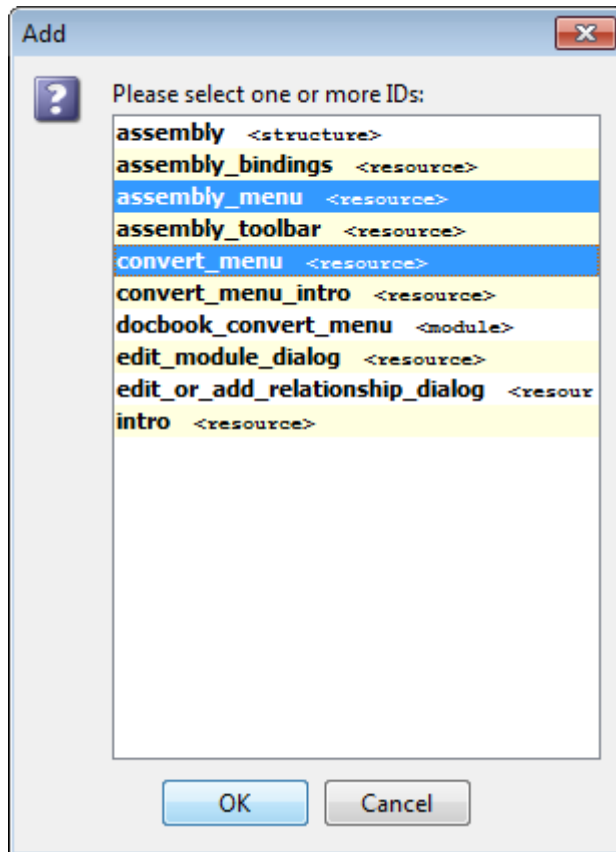 Add
Please select one or more IDs:
assembly <structure>
assembly_bindings <resource>
assembly_menu <resource>
assembly_toolbar <resource>
convert_menu <resource>
convert_menu_intro <resource>
docbook_convert_menu <module>
edit_module_dialog <resource>
edit_or_add_relationship_dialog <resour
intro <resource>
OK Cancel